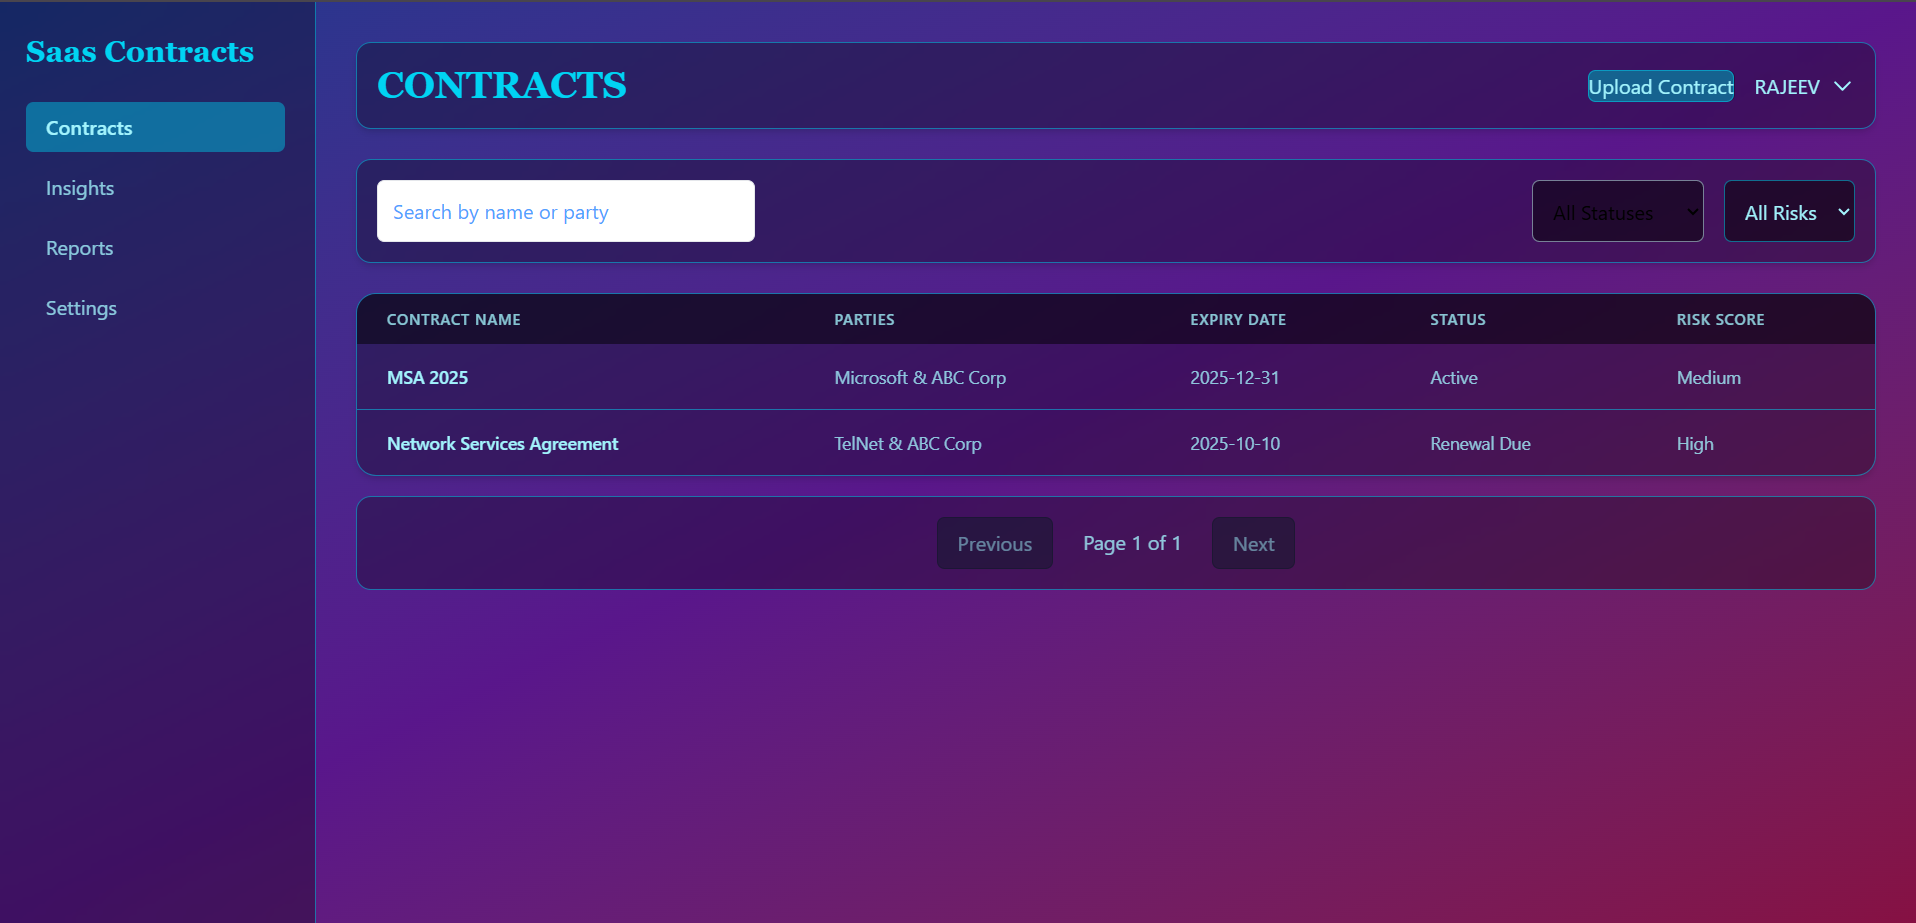 Saas Contracts
Contracts
Insights
Reports
Settings
CONTRACTS
Upload Contract
RAJEEV
Search by name or party
All Statuses
All Risks
CONTRACT NAME PARTIES EXPIRY DATE STATUS RISK SCORE
MSA 2025 Microsoft & ABC Corp 2025-12-31 Active Medium
Network Services Agreement TelNet & ABC Corp 2025-10-10 Renewal Due High
Previous Page 1 of 1 Next